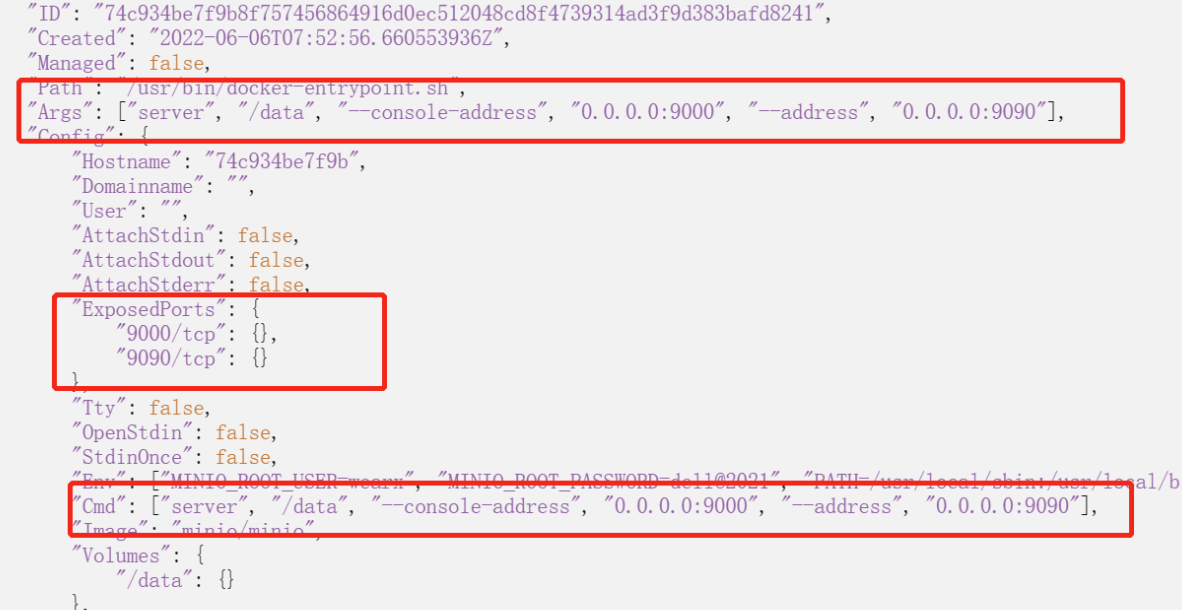 "ID": "74c934be7f9b8f757456864916d0ec512048cd8f4739314ad3f9d383bafd8241",
"Created": "2022-06-06T07:52:56.660553936Z",
"Managed": false,
"Path": "/usr/bin/docker-entrypoint.sh",
"Args": ["server", "/data", "--console-address", "0.0.0.0:9000", "--address", "0.0.0.0:9090"],
"Config": {
"Hostname": "74c934be7f9b",
"Domainname": "",
"User": "",
"AttachStdin": false,
"AttachStdout": false,
"AttachStderr": false,
"ExposedPorts": {
"9000/tcp": {},
"9090/tcp": {}
},
"Tty": false,
"OpenStdin": false,
"StdinOnce": false,
"Env": ["MINIO_ROOT_USER=wearx", "MINIO_ROOT_PASSWORD=dell@2021", "PATH=/usr/local/sbin:/usr/local/b
"Cmd": ["server", "/data", "--console-address", "0.0.0.0:9000", "--address", "0.0.0.0:9090"],
"Image": "minio/minio",
"Volumes": {
"/data": {}
},